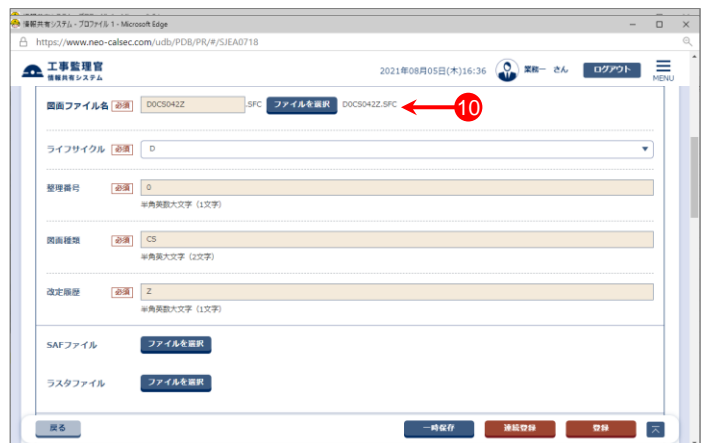 情報共有システム - プロファイル 1 - Microsoft Edge
https://www.neo-calsec.com/udb/PDB/PR/#/SJEA0718
工事監理官
情報共有システム
2021年08月05日(木)16:36
業務一 さん
ログアウト
MENU
図面ファイル名 必須 D0CS042Z .SFC ファイルを選択 D0CS042Z.SFC 10
ライフサイクル 必須 D
整理番号 必須 0
半角英数大文字（1文字）
図面種類 必須 CS
半角英大文字（2文字）
改定履歴 必須 Z
半角英数大文字（1文字）
SAFファイル ファイルを選択
ラスタファイル ファイルを選択
戻る 一時保存 連続登録 登録